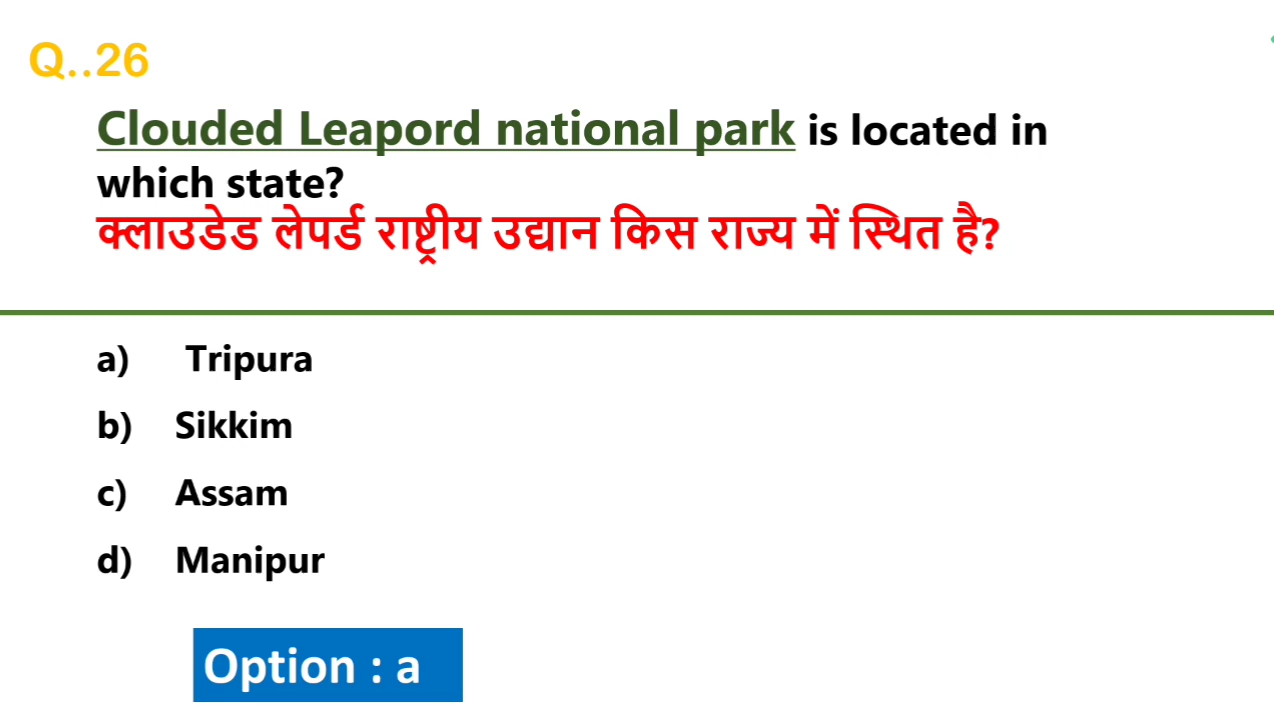 Q..26
Clouded Leapord national park is located in
which state?
क्लाउडेड लेपर्ड राष्ट्रीय उद्यान किस राज्य में स्थित है?
a) Tripura
b) Sikkim
c) Assam
d) Manipur
Option : a